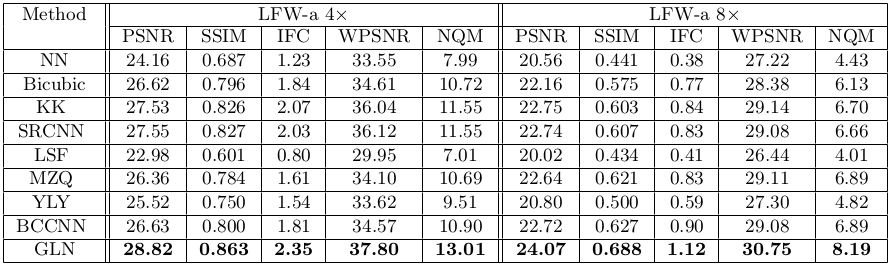 Method LFW-a 4× LFW-a 8×
PSNR SSIM IFC WPSNR NQM PSNR SSIM IFC WPSNR NQM
NN 24.16 0.687 1.23 33.55 7.99 20.56 0.441 0.38 27.22 4.43
Bicubic 26.62 0.796 1.84 34.61 10.72 22.16 0.575 0.77 28.38 6.13
KK 27.53 0.826 2.07 36.04 11.55 22.75 0.603 0.84 29.14 6.70
SRCNN 27.55 0.827 2.03 36.12 11.55 22.74 0.607 0.83 29.08 6.66
LSF 22.98 0.601 0.80 29.95 7.01 20.02 0.434 0.41 26.44 4.01
MZQ 26.36 0.784 1.61 34.10 10.69 22.64 0.621 0.83 29.11 6.89
YLY 25.52 0.750 1.54 33.62 9.51 20.80 0.500 0.59 27.30 4.82
BCCNN 26.63 0.800 1.81 34.57 10.90 22.72 0.627 0.90 29.08 6.89
GLN 28.82 0.863 2.35 37.80 13.01 24.07 0.688 1.12 30.75 8.19